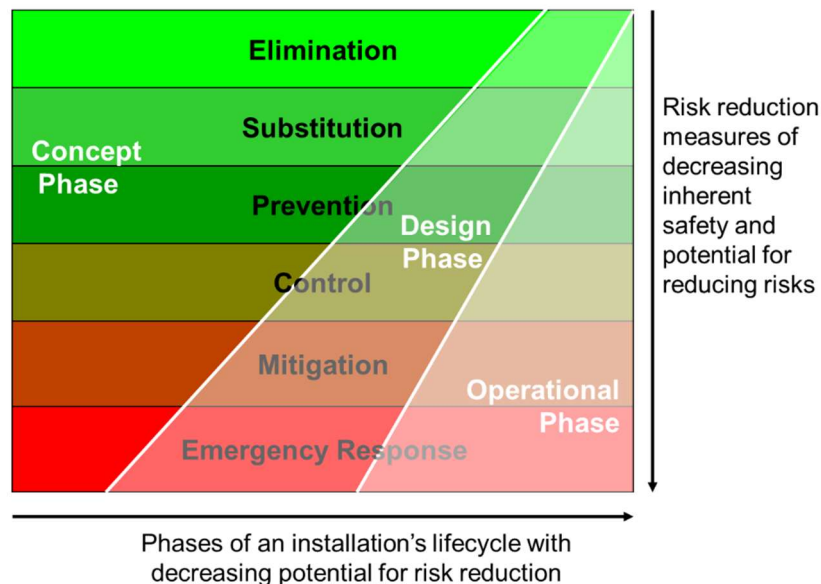 Elimination
Substitution
Concept
Phase
Prevention
Design
Phase
Control
Mitigation
Operational
Phase
Emergency Response
Risk reduction
measures of
decreasing
inherent
safety and
potential for
reducing risks
Phases of an installation's lifecycle with
decreasing potential for risk reduction